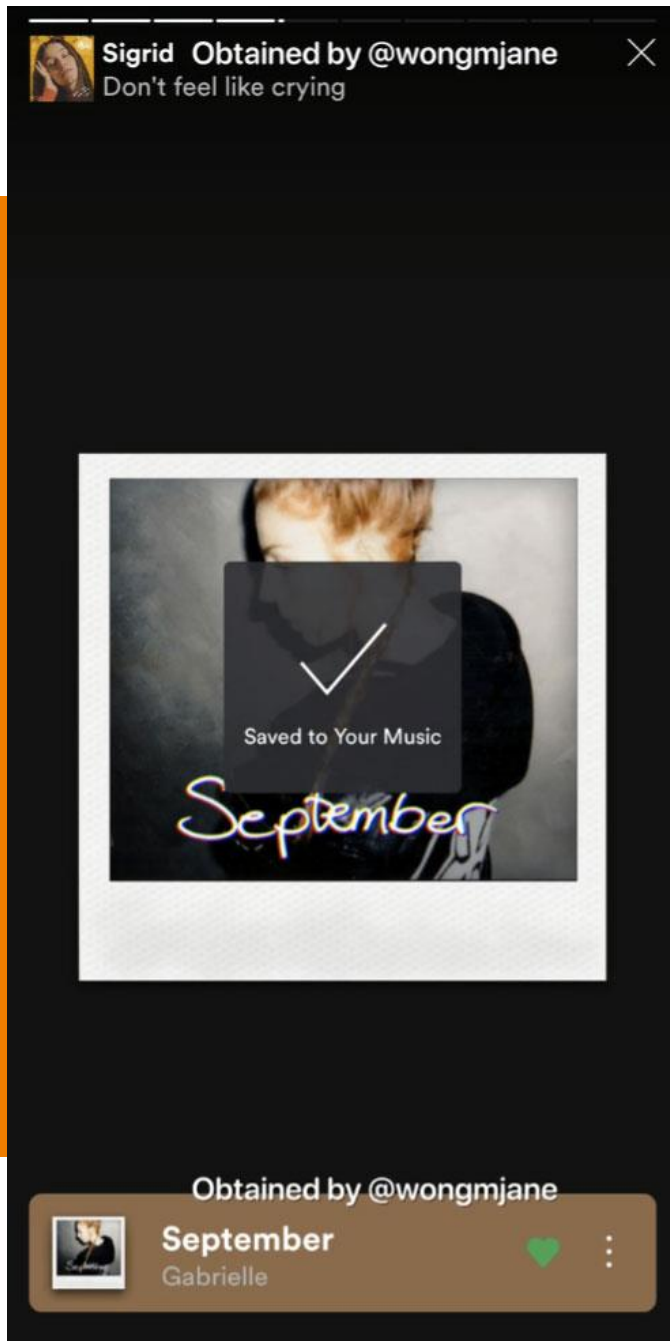 Sigrid Obtained by @wongmjane
Don't feel like crying
Saved to Your Music
September
Obtained by @wongmjane
September
Gabrielle